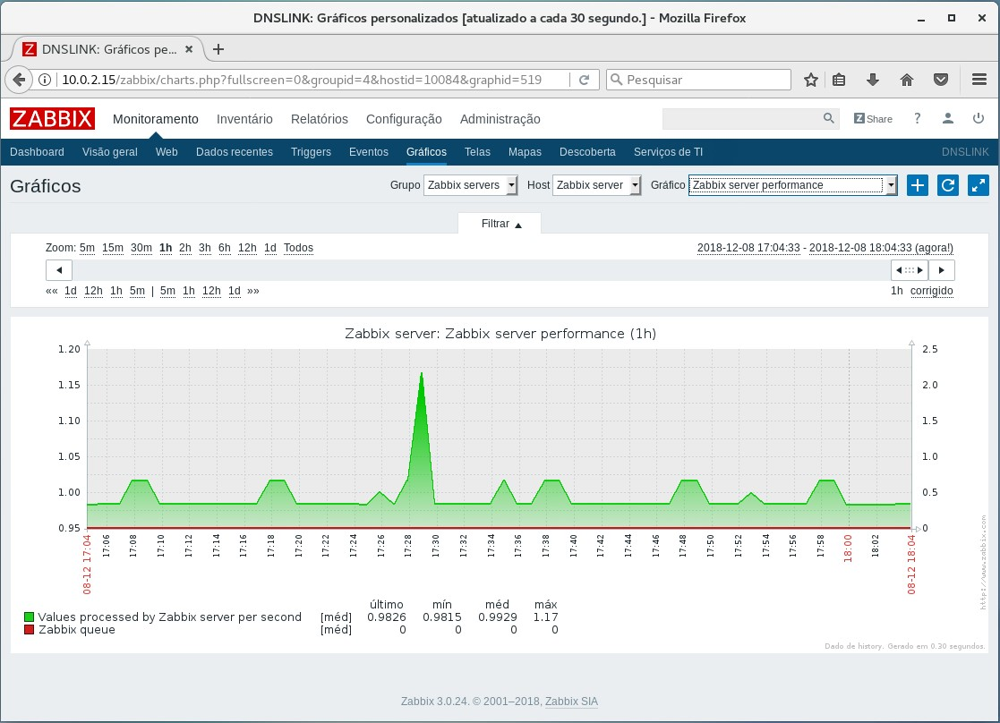 DNSLINK: Gráficos personalizados [atualizado a cada 30 segundo.] - Mozilla Firefox
Z DNSLINK: Gráficos pe...
10.0.2.15/zabbix/charts.php?fullscreen=0&groupid=4&hostid=10084&graphid=519 Pesquisar
ZABBIX Monitoramento Inventário Relatórios Configuração Administração Z Share ?
Dashboard Visão geral Web Dados recentes Triggers Eventos Gráficos Telas Mapas Descoberta Serviços de TI DNSLINK
Gráficos Grupo Zabbix servers Host Zabbix server Gráfico Zabbix server performance
Filtrar
Zoom: 5m 15m 30m 1h 2h 3h 6h 12h 1d Todos 2018-12-08 17:04:33 - 2018-12-08 18:04:33 (agora!)
«« 1d 12h 1h 5m | 5m 1h 12h 1d »» 1h corrigido
Zabbix server: Zabbix server performance (1h)
1.20 2.5
1.15 2.0
1.10 1.5
1.05 1.0
1.00 0.5
0.95 0
08-12 17:04 17:06 17:08 17:10 17:12 17:14 17:16 17:18 17:20 17:22 17:24 17:26 17:28 17:30 17:32 17:34 17:36 17:38 17:40 17:42 17:44 17:46 17:48 17:50 17:52 17:54 17:56 17:58 18:00 18:02 08-12 18:04
http://www.zabbix.com
último mín méd máx
Values processed by Zabbix server per second [méd] 0.9826 0.9815 0.9929 1.17
Zabbix queue [méd] 0 0 0 0
Dado de history. Gerado em 0.30 segundos.
Zabbix 3.0.24. © 2001–2018, Zabbix SIA